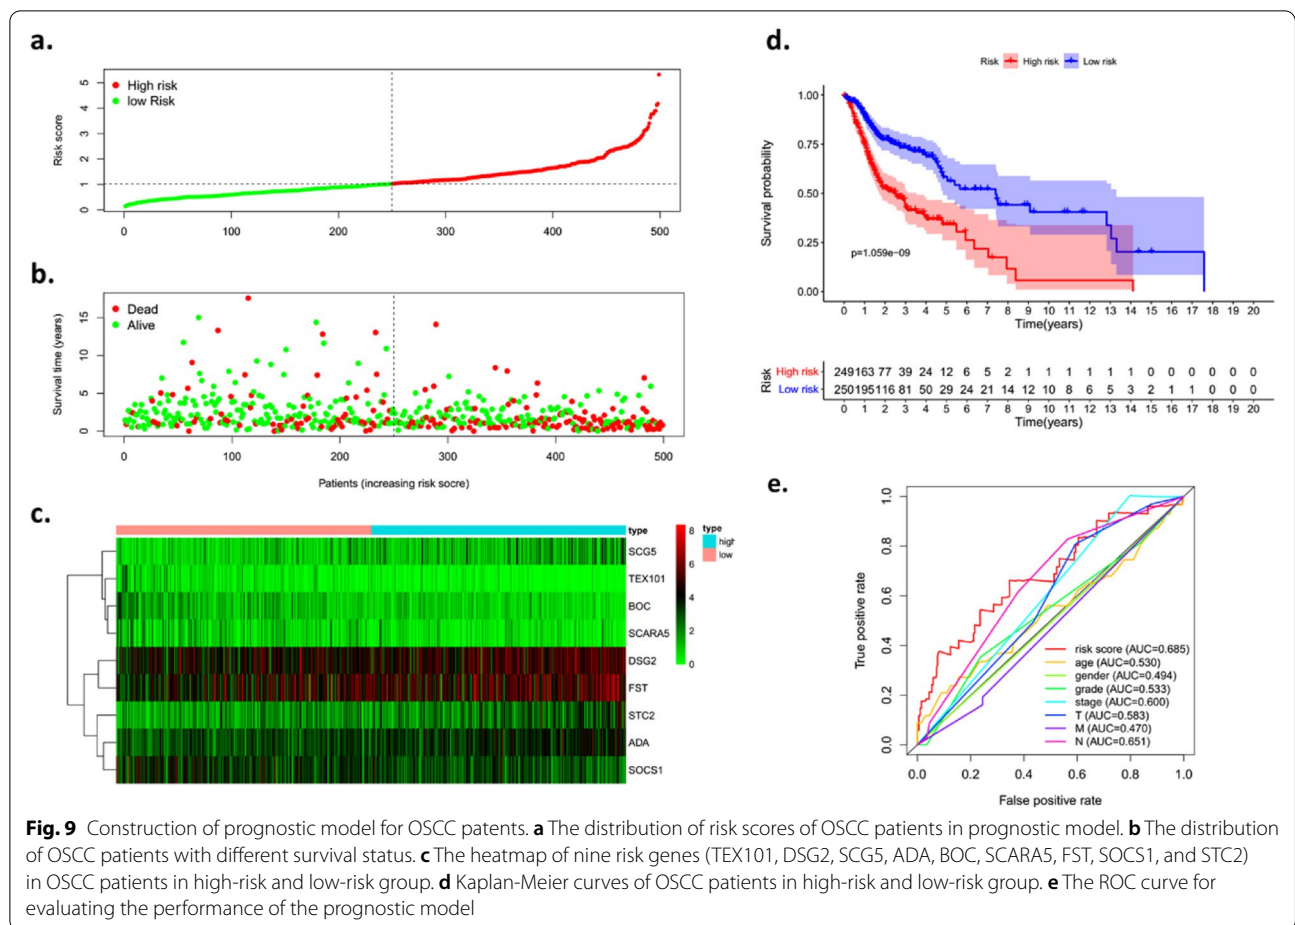 a.
5
4
3
2
1
0
Risk score
High risk
low Risk
0 100 200 300 400 500
b.
15
10
5
0
Survival time (years)
Dead
Alive
0 100 200 300 400 500
Patients (increasing risk socre)
c.
type
SCG5
TEX101
BOC
SCARA5
DSG2
FST
STC2
ADA
SOCS1
8
6
4
2
0
type
high
low
d.
Risk High risk Low risk
1.00
0.75
0.50
0.25
0.00
Survival probability
p=1.059e-09
0 1 2 3 4 5 6 7 8 9 10 11 12 13 14 15 16 17 18 19 20
Time(years)
Risk
High risk 249 163 77 39 24 12 6 5 2 1 1 1 1 1 1 0 0 0 0 0 0
Low risk 250 195 116 81 50 29 24 21 14 12 10 8 6 5 3 2 1 1 0 0 0
0 1 2 3 4 5 6 7 8 9 10 11 12 13 14 15 16 17 18 19 20
Time(years)
e.
1.0
0.8
0.6
0.4
0.2
0.0
True positive rate
risk score (AUC=0.685)
age (AUC=0.530)
gender (AUC=0.494)
grade (AUC=0.533)
stage (AUC=0.600)
T (AUC=0.583)
M (AUC=0.470)
N (AUC=0.651)
0.0 0.2 0.4 0.6 0.8 1.0
False positive rate
Fig. 9 Construction of prognostic model for OSCC patents. a The distribution of risk scores of OSCC patients in prognostic model. b The distribution
of OSCC patients with different survival status. c The heatmap of nine risk genes (TEX101, DSG2, SCG5, ADA, BOC, SCARA5, FST, SOCS1, and STC2)
in OSCC patients in high-risk and low-risk group. d Kaplan-Meier curves of OSCC patients in high-risk and low-risk group. e The ROC curve for
evaluating the performance of the prognostic model